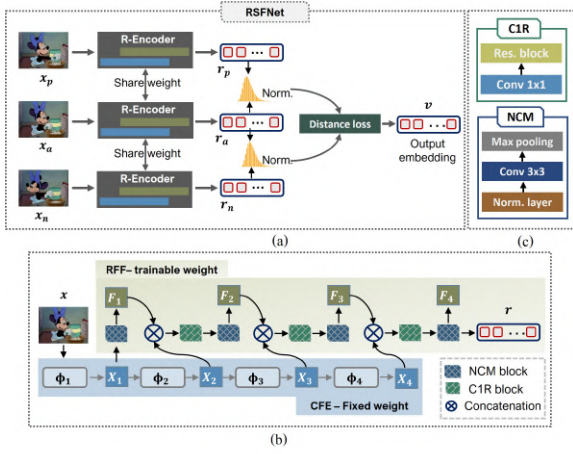 RSFNet
R-Encoder
x_p
r_p
Share weight
Norm.
R-Encoder
x_a
r_a
Distance loss
v
Output
embedding
Share weight
Norm.
R-Encoder
x_n
r_n
(a)
C1R
Res. block
Conv 1x1
NCM
Max pooling
Conv 3x3
Norm. layer
(c)
RFF– trainable weight
x
F_1
F_2
F_3
F_4
r
ϕ_1
X_1
ϕ_2
X_2
ϕ_3
X_3
ϕ_4
X_4
CFE – Fixed weight
NCM block
C1R block
Concatenation
(b)